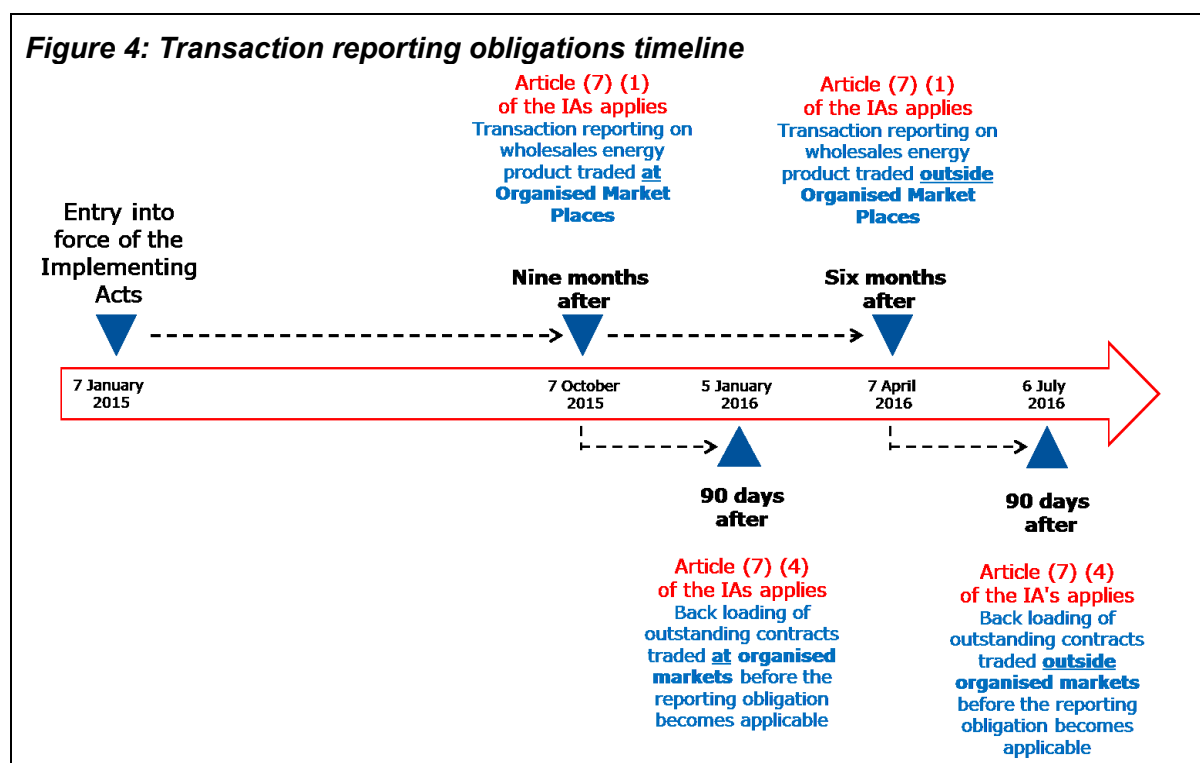 Figure 4: Transaction reporting obligations timeline
Article (7) (1)
of the IAs applies
Transaction reporting on
wholesales energy
product traded at
Organised Market
Places
Article (7) (1)
of the IAs applies
Transaction reporting on
wholesales energy
product traded outside
Organised Market
Places
Entry into
force of the
Implementing
Acts
Nine months
after
Six months
after
7 January
2015
7 October
2015
5 January
2016
7 April
2016
6 July
2016
90 days
after
90 days
after
Article (7) (4)
of the IAs applies
Back loading of
outstanding contracts
traded at organised
markets before the
reporting obligation
becomes applicable
Article (7) (4)
of the IA's applies
Back loading of
outstanding contracts
traded outside
organised markets
before the reporting
obligation becomes
applicable